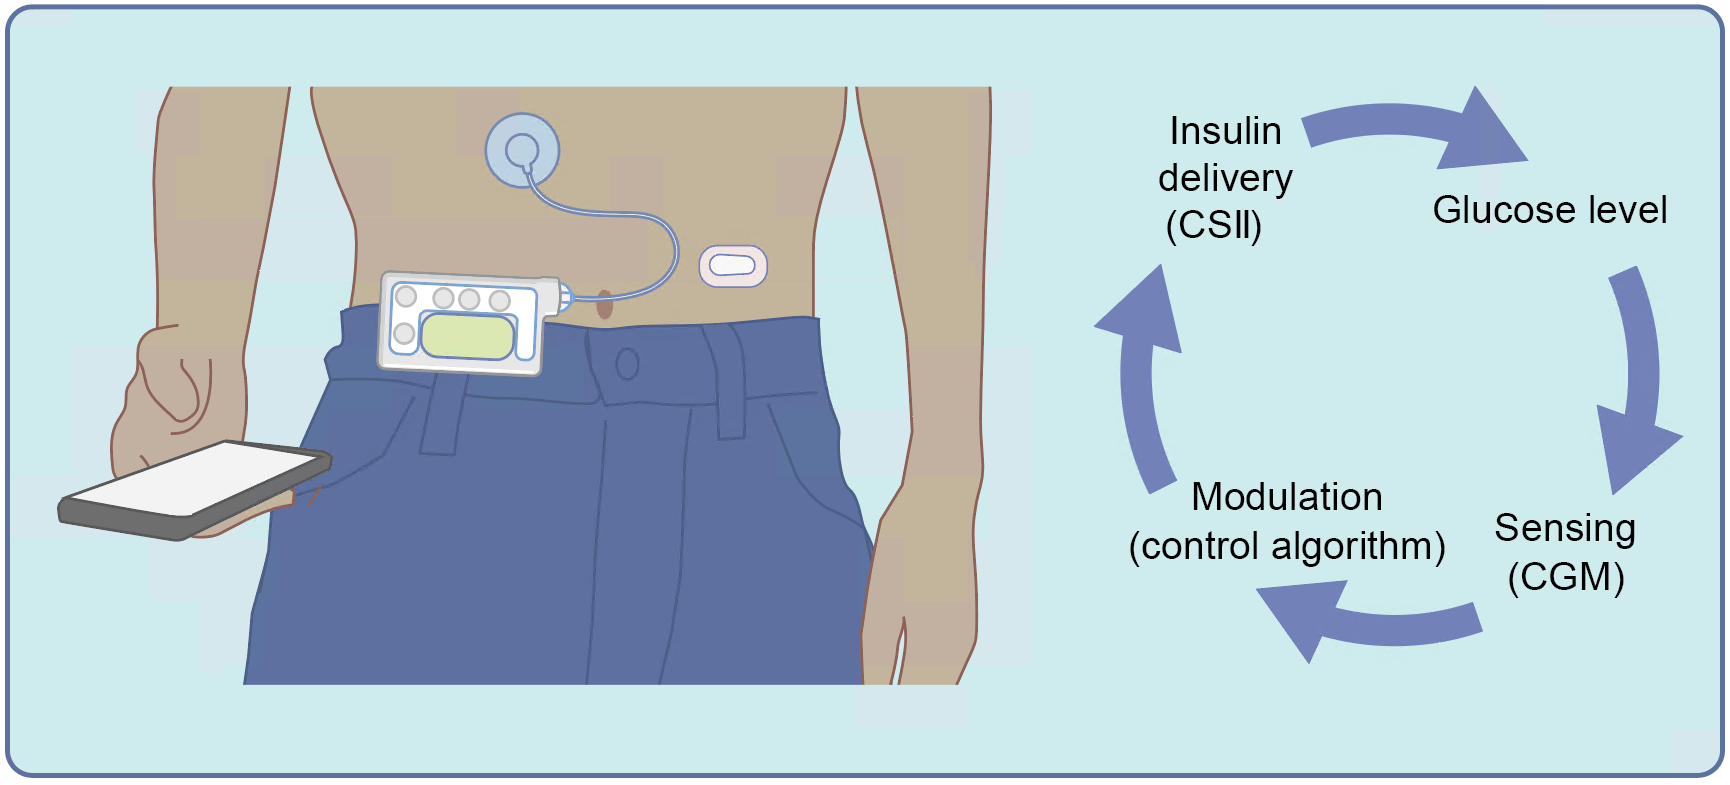 Insulin
delivery
(CSII)
Glucose level
Modulation
(control algorithm)
Sensing
(CGM)